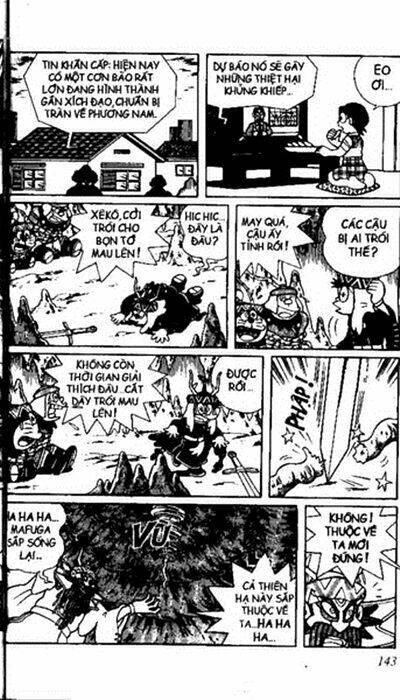 TIN KHẨN CẤP: HIỆN NAY
CÓ MỘT CƠN BÃO RẤT
LỚN ĐANG HÌNH THÀNH
GẦN XÍCH ĐẠO, CHUẨN BỊ
TRÀN VỀ PHƯƠNG NAM.
DỰ BÁO NÓ SẼ GÂY
NHỮNG THIỆT HẠI
KHỦNG KHIẾP...
EO
ƠI...
XÊKÔ, CỞI
TRÓI CHO
BỌN TỚ
MAU LÊN!
HIC HIC
ĐÂY LÀ
ĐÂU?
MAY QUÁ,
CẬU ẤY
TỈNH RỒI!
CÁC CẬU
BỊ AI TRÓI
THẾ?
KHÔNG CÒN
THỜI GIAN GIẢI
THÍCH ĐÂU... CẮT
DÂY TRÓI MAU
LÊN!
ĐƯỢC
RỒI...
PHẬP!
HA HA HA...
MAFUGA
SẮP SỐNG
LẠI...
VÙ
CẢ THIÊN
HẠ NÀY SẮP
THUỘC VỀ
TA...HA HA
HA...
KHÔNG!
THUỘC VỀ
TA MỚI
ĐÚNG!
143